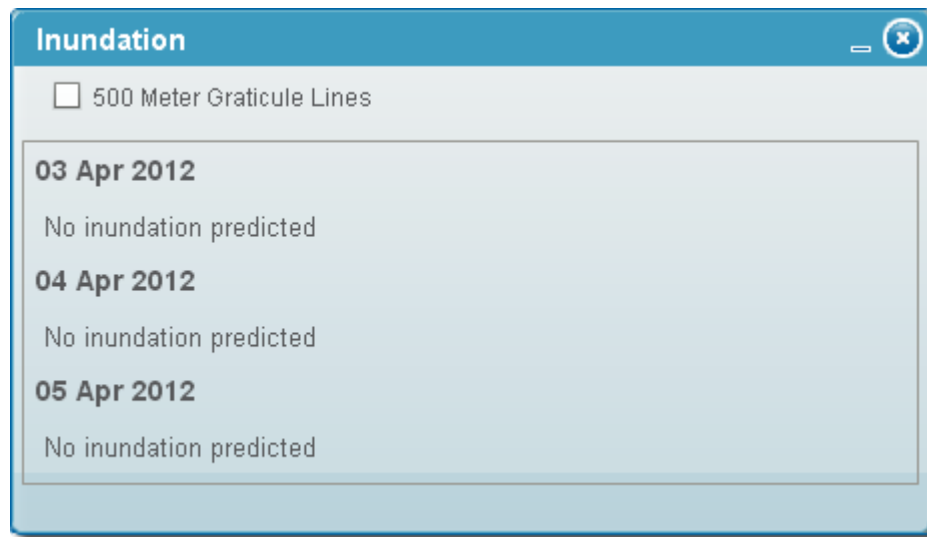 Inundation
500 Meter Graticule Lines
03 Apr 2012
No inundation predicted
04 Apr 2012
No inundation predicted
05 Apr 2012
No inundation predicted